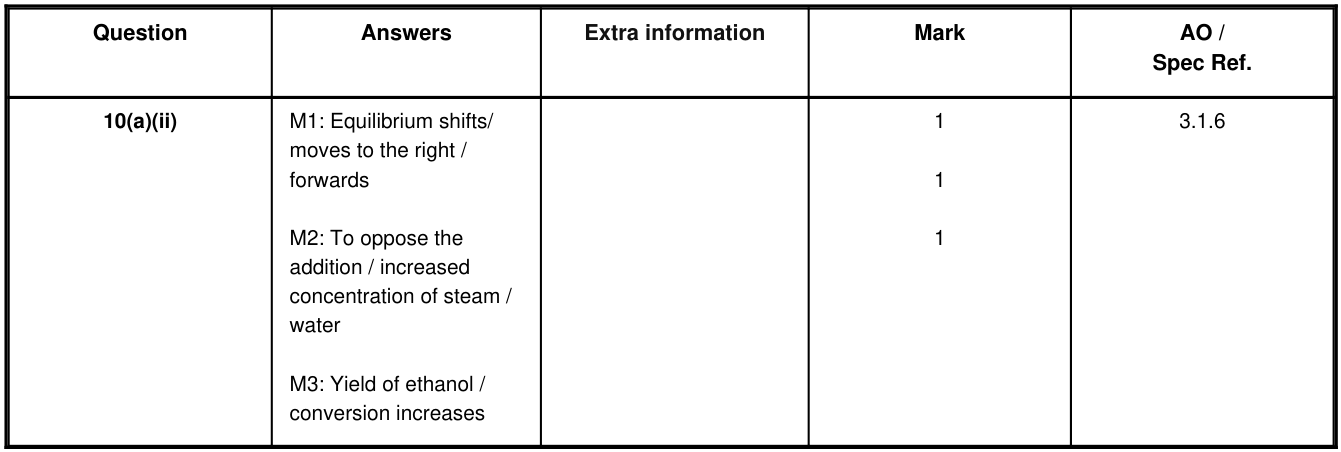 Question
Answers
Extra information
Mark
AO /
Spec Ref.
10(a)(ii)
M1: Equilibrium shifts/
moves to the right /
forwards
M2: To oppose the
addition / increased
concentration of steam /
water
M3: Yield of ethanol /
conversion increases
1
1
1
3.1.6